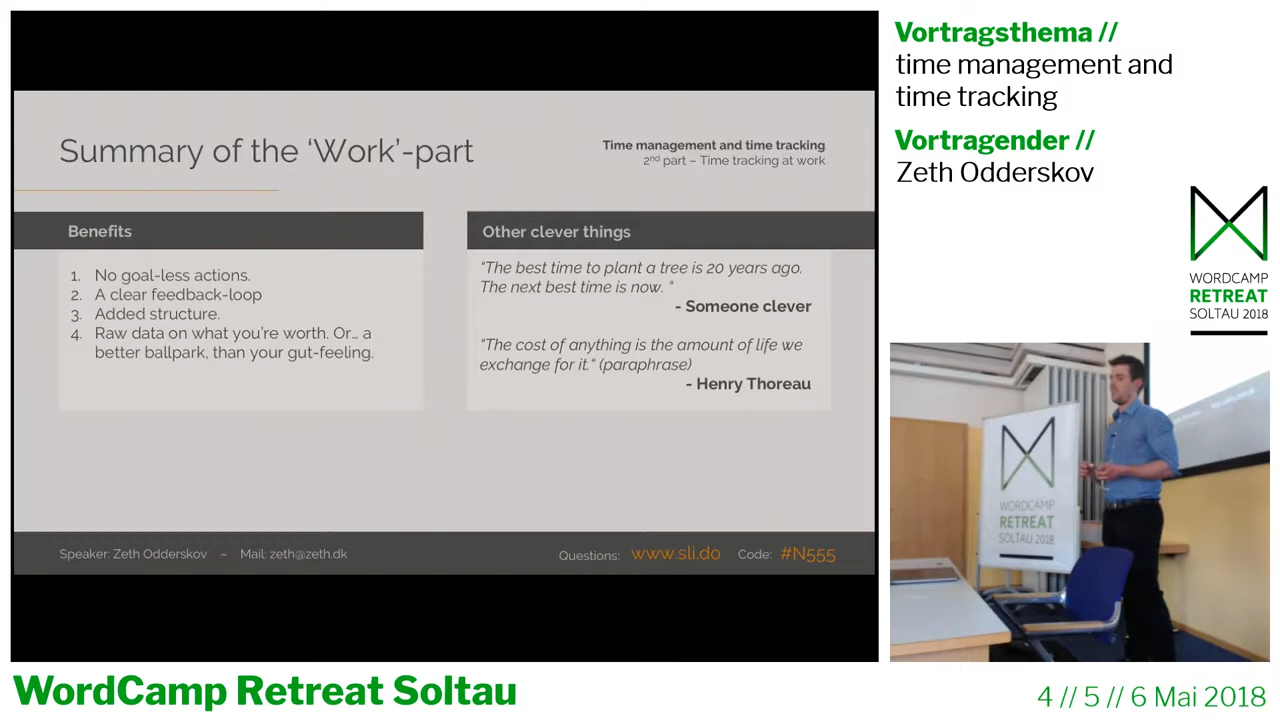 Summary of the ‘Work’-part
Time management and time tracking
2nd part – Time tracking at work
Benefits
1. No goal-less actions.
2. A clear feedback-loop
3. Added structure.
4. Raw data on what you’re worth. Or… a
better ballpark, than your gut-feeling.
Other clever things
“The best time to plant a tree is 20 years ago.
The next best time is now. “
- Someone clever
“The cost of anything is the amount of life we
exchange for it.“ (paraphrase)
- Henry Thoreau
Speaker: Zeth Odderskov – Mail: zeth@zeth.dk
Questions: www.sli.do Code: #N555
Vortragsthema //
time management and
time tracking
Vortragender //
Zeth Odderskov
WORDCAMP
RETREAT
SOLTAU 2018
WORDCAMP
RETREAT
SOLTAU 2018
WordCamp Retreat Soltau
4 // 5 // 6 Mai 2018